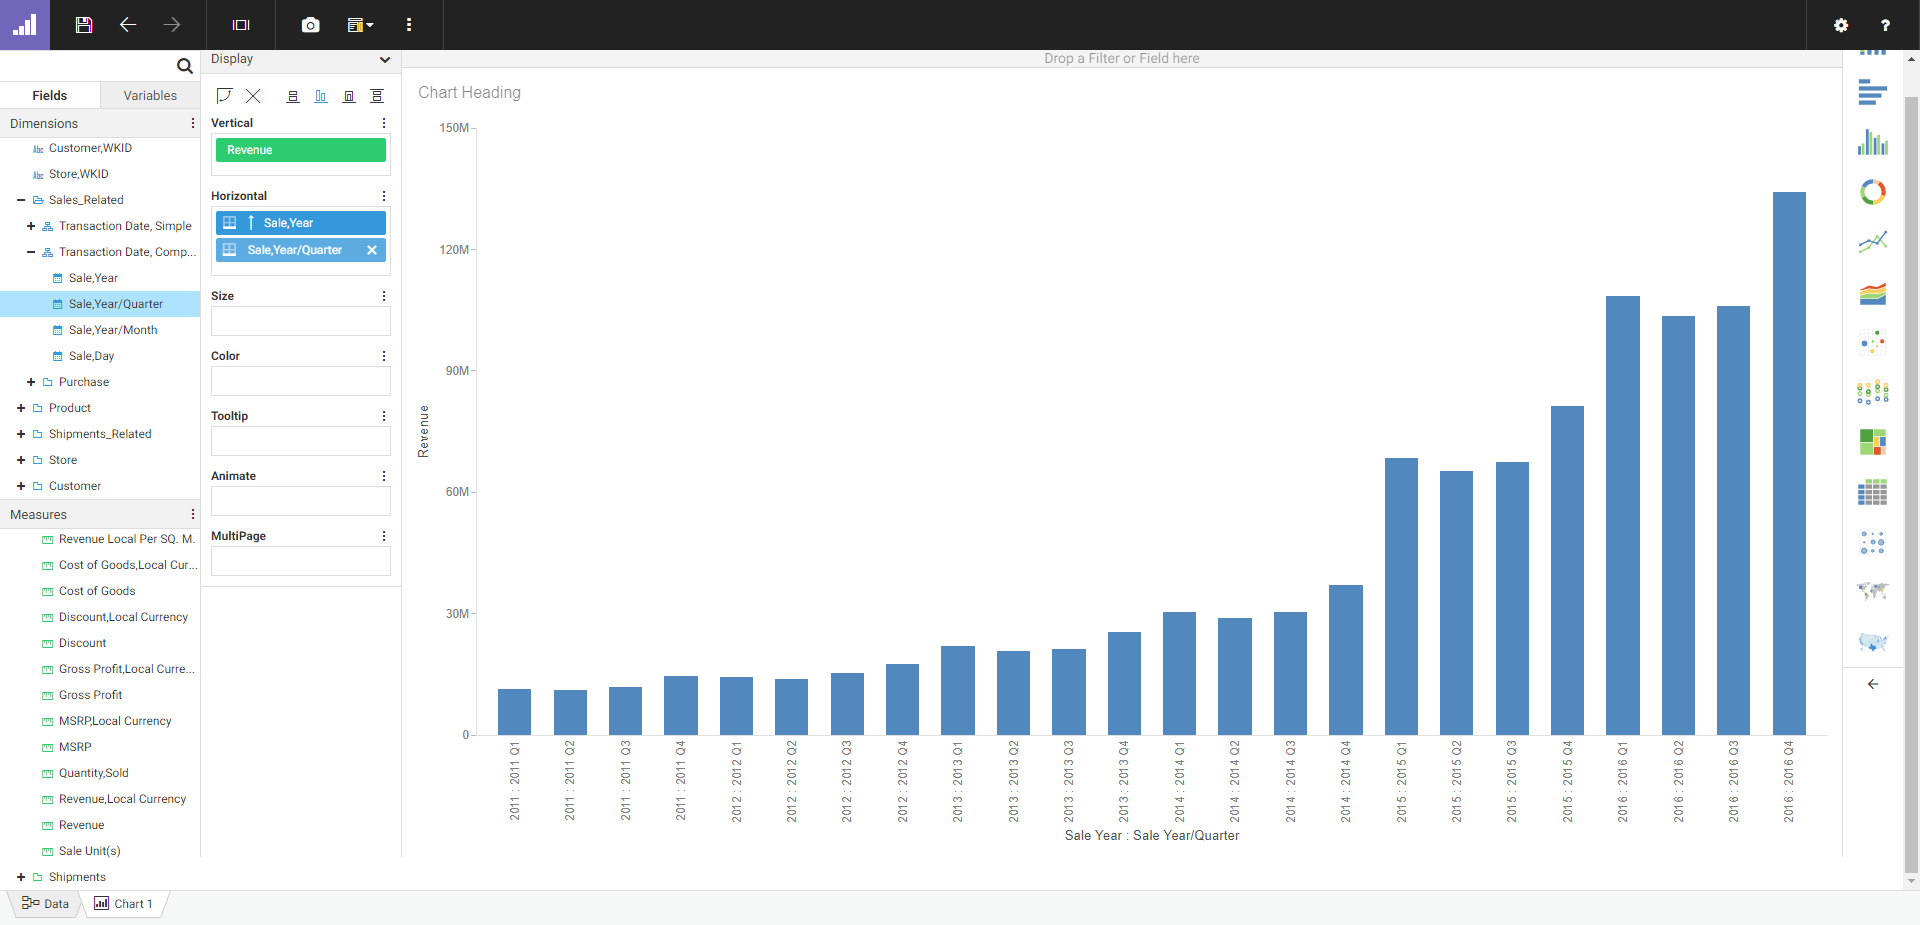 ?
Display
Drop a Filter or Field here
Fields
Variables
Dimensions
Abc Customer,WKID
Abc Store,WKID
Sales_Related
Transaction Date, Simple
Transaction Date, Comp...
Sale,Year
Sale,Year/Quarter
Sale,Year/Month
Sale,Day
Purchase
Product
Shipments_Related
Store
Customer
Measures
Revenue Local Per SQ. M.
Cost of Goods,Local Cur...
Cost of Goods
Discount,Local Currency
Discount
Gross Profit,Local Curre...
Gross Profit
MSRP,Local Currency
MSRP
Quantity,Sold
Revenue,Local Currency
Revenue
Sale Unit(s)
Shipments
Vertical
Revenue
Horizontal
Sale,Year
Sale,Year/Quarter
Size
Color
Tooltip
Animate
MultiPage
Chart Heading
150M
120M
90M
60M
30M
0
Revenue
2011 : 2011 Q1
2011 : 2011 Q2
2011 : 2011 Q3
2011 : 2011 Q4
2012 : 2012 Q1
2012 : 2012 Q2
2012 : 2012 Q3
2012 : 2012 Q4
2013 : 2013 Q1
2013 : 2013 Q2
2013 : 2013 Q3
2013 : 2013 Q4
2014 : 2014 Q1
2014 : 2014 Q2
2014 : 2014 Q3
2014 : 2014 Q4
2015 : 2015 Q1
2015 : 2015 Q2
2015 : 2015 Q3
2015 : 2015 Q4
2016 : 2016 Q1
2016 : 2016 Q2
2016 : 2016 Q3
2016 : 2016 Q4
Sale Year : Sale Year/Quarter
Data
Chart 1